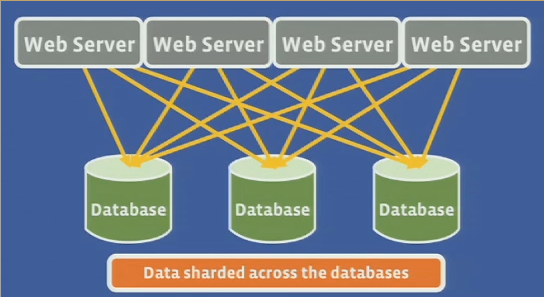 Web Server Web Server Web Server Web Server
Database Database Database
Data sharded across the databases